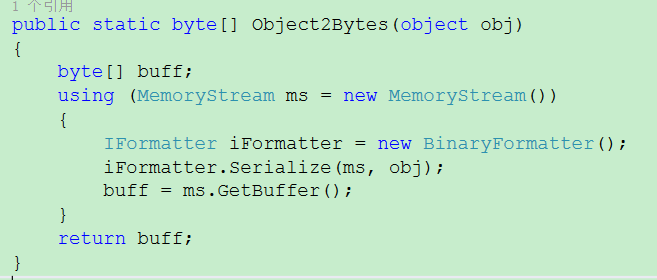 1 个引用
public static byte[] Object2Bytes(object obj)
{
    byte[] buff;
    using (MemoryStream ms = new MemoryStream())
    {
        IFormatter iFormatter = new BinaryFormatter();
        iFormatter.Serialize(ms, obj);
        buff = ms.GetBuffer();
    }
    return buff;
}